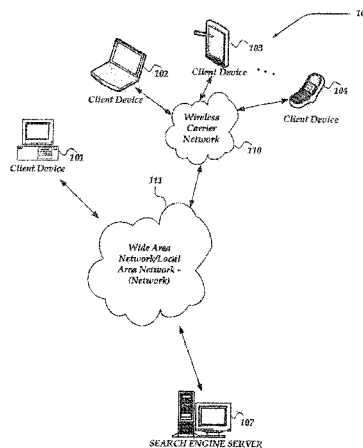 103
102
Client Device
Client Device
104
Client Device
Wireless
Carrier
Network
110
101
Client Device
111
Wide Area
Network/Local
Area Network -
(Network)
107
SEARCH ENGINE SERVER